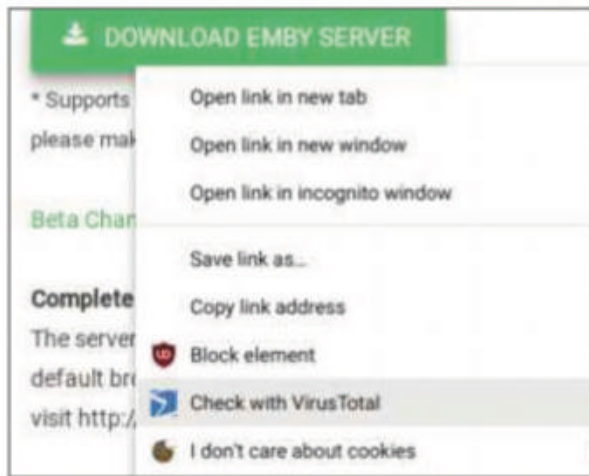 DOWNLOAD EMBY SERVER
* Supports
please mak
Beta Chan
Complete
The server
default bro
visit http:/
Open link in new tab
Open link in new window
Open link in incognito window
Save link as...
Copy link address
Block element
Check with VirusTotal
I don't care about cookies